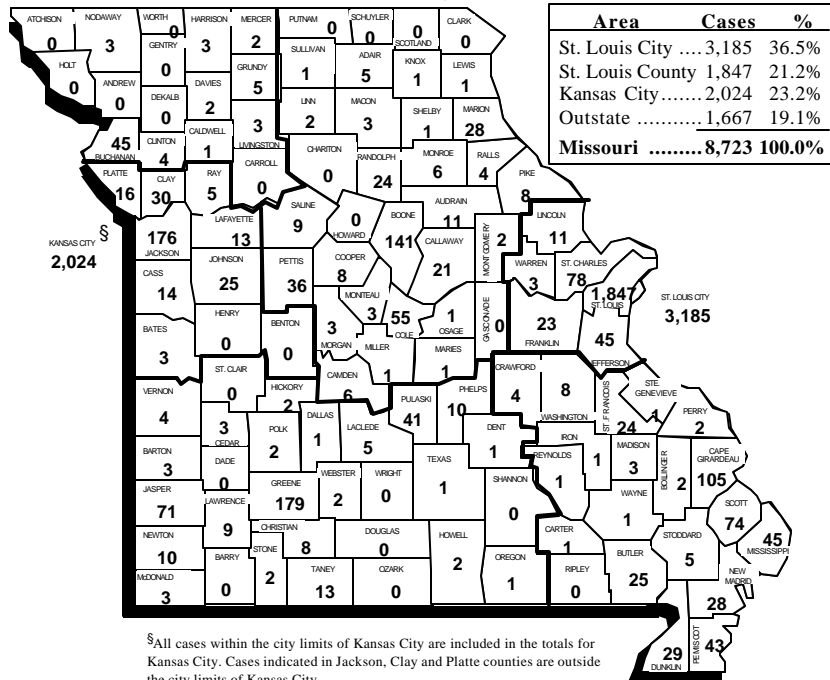 Area Cases %
St. Louis City ....3,185 36.5%
St. Louis County 1,847 21.2%
Kansas City.......2,024 23.2%
Outstate ...........1,667 19.1%
Missouri .........8,723 100.0%
ATCHISON
0
NODAWAY
3
WORTH
0
HARRISON
3
MERCER
2
PUTNAM
0
SCHUYLER
0
SCOTLAND
0
CLARK
0
HOLT
0
ANDREW
0
GENTRY
0
DEKALB
0
DAVIES
2
GRUNDY
5
SULLIVAN
1
ADAIR
5
KNOX
1
LEWIS
1
45
BUCHANAN
CLINTON
4
CALDWELL
1
3
LIVINGSTON
LINN
2
MACON
3
SHELBY
1
MARION
28
PLATTE
16
CLAY
30
RAY
5
CARROLL
0
CHARITON
0
RANDOLPH
24
MONROE
6
RALLS
4
PIKE
8
KANSAS CITY §
2,024
176
JACKSON
LAFAYETTE
13
SALINE
9
0
HOWARD
BOONE
141
AUDRAIN
11
CALLAWAY
21
MONTGOMERY
2
LINCOLN
11
WARREN
3
ST. CHARLES
78
1,847
ST. LOUIS
ST. LOUIS CITY
3,185
CASS
14
JOHNSON
25
PETTIS
36
COOPER
8
MONITEAU
3
55
COLE
1
OSAGE
GASCONADE
0
23
FRANKLIN
45
JEFFERSON
BATES
3
HENRY
0
BENTON
0
3
MORGAN
MILLER
1
MARIES
1
CAMDEN
6
VERNON
4
ST. CLAIR
0
HICKORY
2
3
CEDAR
POLK
2
DALLAS
1
LACLEDE
5
PULASKI
41
PHELPS
10
CRAWFORD
4
8
WASHINGTON
ST. FRANCOIS
24
STE.
GENEVIEVE
1
PERRY
2
BARTON
3
DADE
0
DENT
1
IRON
1
REYNOLDS
1
MADISON
3
BOLLINGER
2
CAPE
GIRARDEAU
105
JASPER
71
LAWRENCE
9
GREENE
179
WEBSTER
2
WRIGHT
0
TEXAS
1
SHANNON
0
WAYNE
1
SCOTT
74
NEWTON
10
CHRISTIAN
8
STONE
2
DOUGLAS
0
HOWELL
2
CARTER
1
BUTLER
25
STODDARD
5
45
MISSISSIPPI
McDONALD
3
BARRY
0
TANEY
13
OZARK
0
OREGON
1
RIPLEY
0
NEW
MADRID
28
PEMISCOT
43
29
DUNKLIN
§All cases within the city limits of Kansas City are included in the totals for
Kansas City. Cases indicated in Jackson, Clay and Platte counties are outside
the city limits of Kansas City.